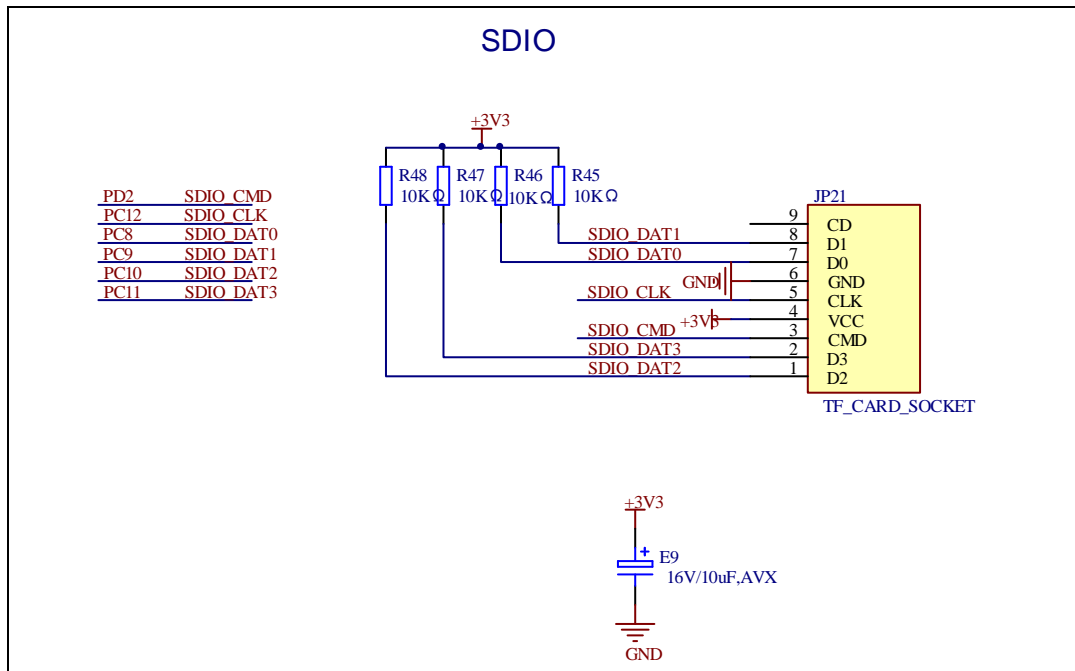 SDIO
+3V3
R48 R47 R46 R45
10KΩ 10KΩ 10KΩ 10KΩ
PD2 SDIO_CMD
PC12 SDIO_CLK
PC8 SDIO_DAT0
PC9 SDIO_DAT1
PC10 SDIO_DAT2
PC11 SDIO_DAT3
JP21
9 CD
SDIO_DAT1 8 D1
SDIO_DAT0 7 D0
GND 6 GND
SDIO_CLK 5 CLK
+3V3 4 VCC
SDIO_CMD 3 CMD
SDIO_DAT3 2 D3
SDIO_DAT2 1 D2
TF_CARD_SOCKET
+3V3
+
E9
16V/10uF,AVX
GND